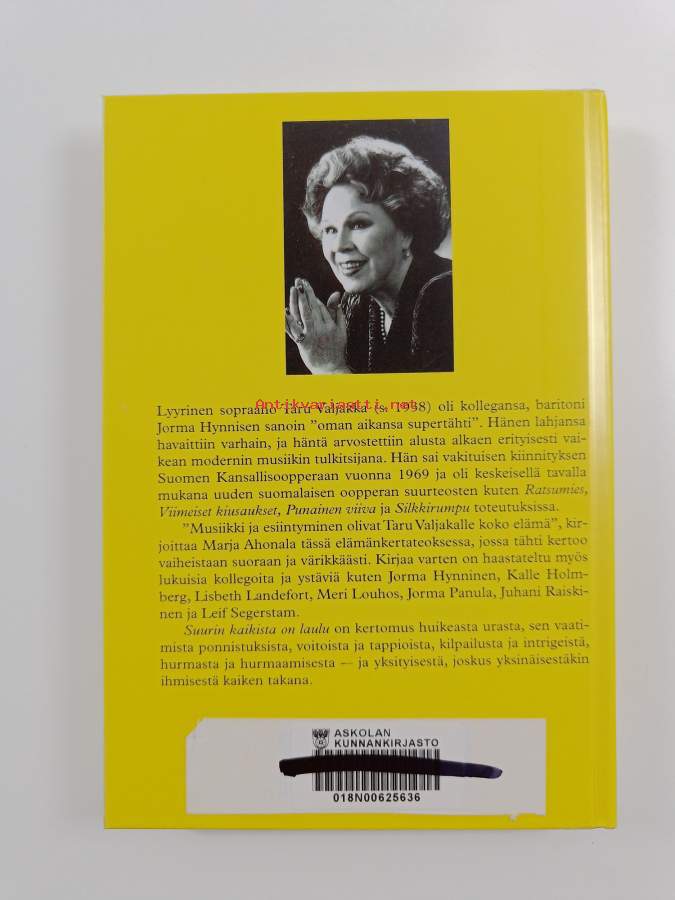 Antikvariaatti.net
Lyyrinen sopraano Taru Valjakka (s. 1938) oli kollegansa, baritoni
Jorma Hynnisen sanoin ”oman aikansa supertähti”. Hänen lahjansa
havaittiin varhain, ja häntä arvostettiin alusta alkaen erityisesti vai-
kean modernin musiikin tulkitsijana. Hän sai vakituisen kiinnityksen
Suomen Kansallisoopperaan vuonna 1969 ja oli keskeisellä tavalla
mukana uuden suomalaisen oopperan suurteosten kuten Ratsumies,
Viimeiset kiusaukset, Punainen viiva ja Silkkirumpu toteutuksissa.
”Musiikki ja esiintyminen olivat Taru Valjakalle koko elämä”, kir-
joittaa Marja Ahonala tässä elämänkertateoksessa, jossa tähti kertoo
vaiheistaan suoraan ja värikkäästi. Kirjaa varten on haastateltu myös
lukuisia kollegoita ja ystäviä kuten Jorma Hynninen, Kalle Holm-
berg, Lisbeth Landefort, Meri Louhos, Jorma Panula, Juhani Raiski-
nen ja Leif Segerstam.
Suurin kaikista on laulu on kertomus huikeasta urasta, sen vaati-
mista ponnistuksista, voitoista ja tappioista, kilpailusta ja intrigeistä,
hurmasta ja hurmaamisesta — ja yksityisestä, joskus yksinäisestäkin
ihmisestä kaiken takana.
ASKOLAN
KUNNANKIRJASTO
018N00625636